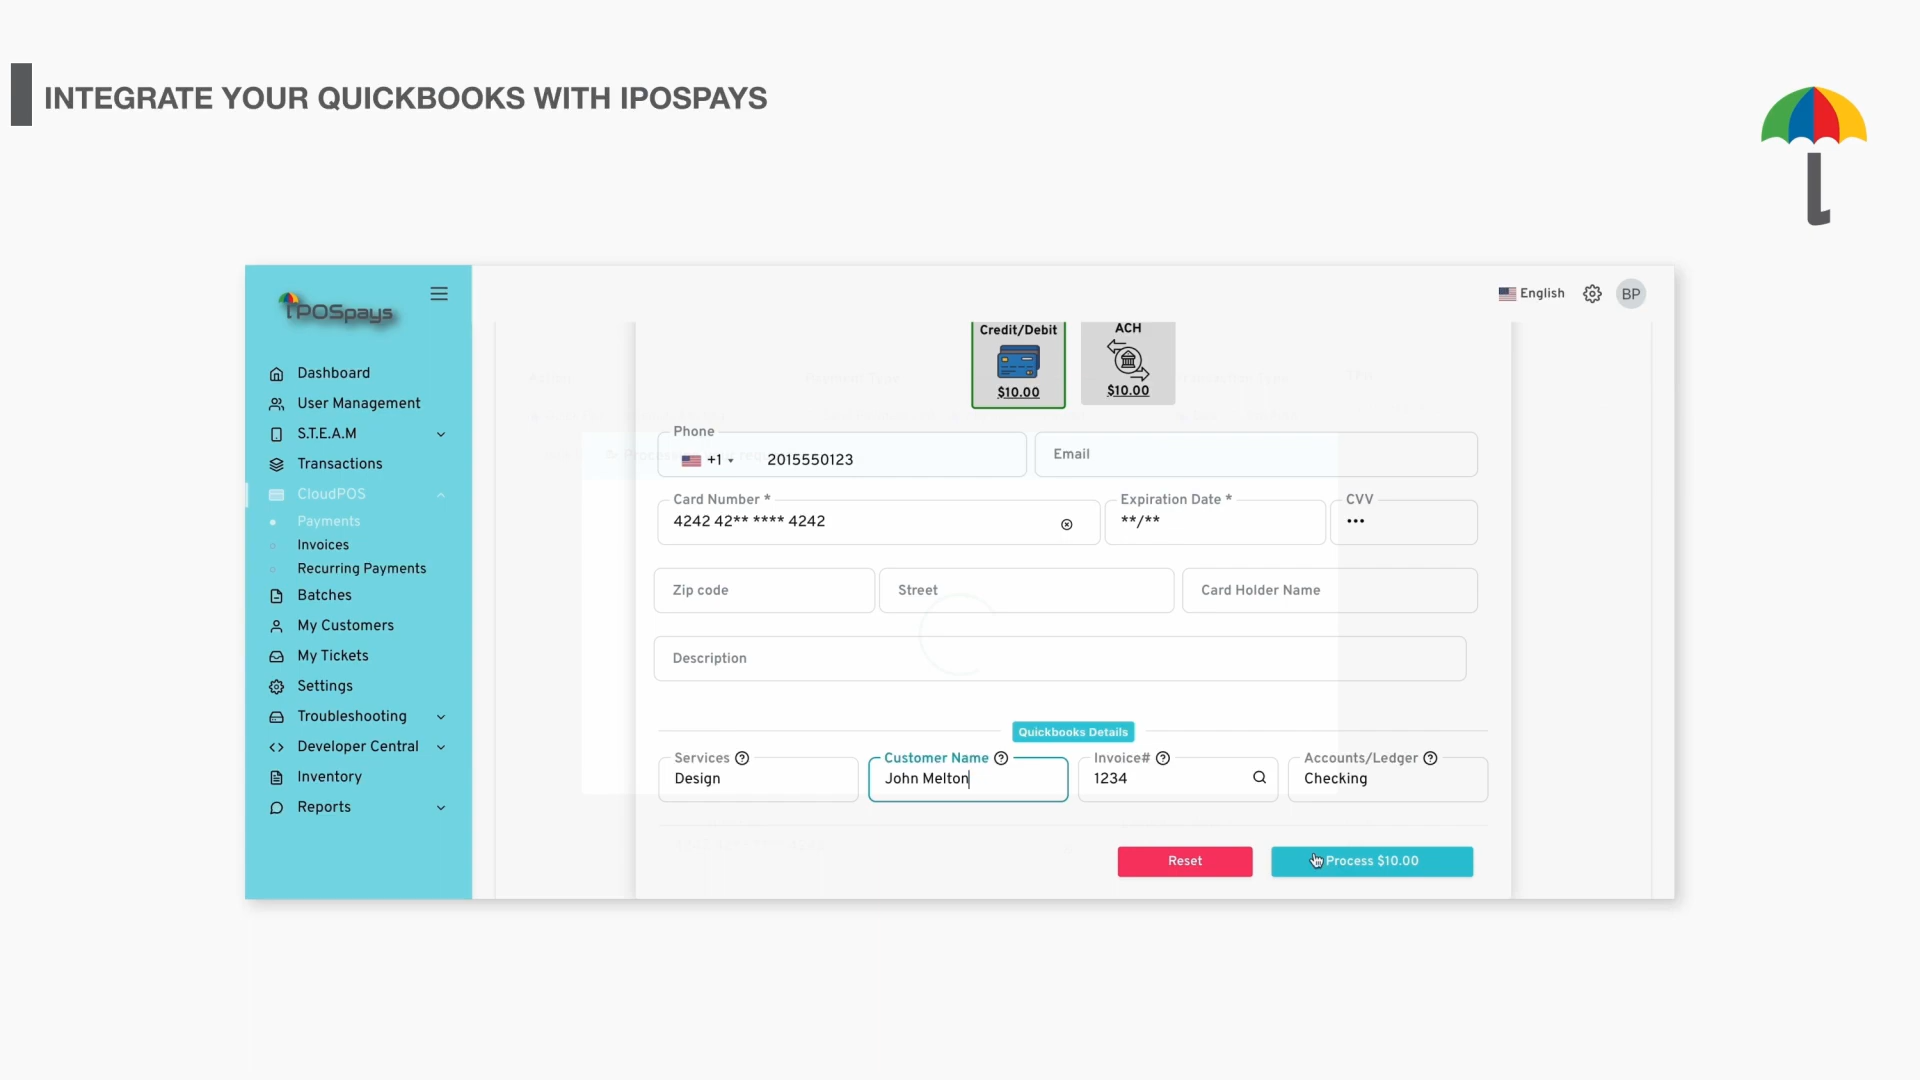 INTEGRATE YOUR QUICKBOOKS WITH IPOSPAYS
iPOSpays
English
BP
Dashboard
User Management
S.T.E.A.M
Transactions
CloudPOS
Payments
Invoices
Recurring Payments
Batches
My Customers
My Tickets
Settings
Troubleshooting
Developer Central
Inventory
Reports
Credit/Debit
$10.00
ACH
$10.00
Phone
+1 2015550123
Email
Card Number *
4242 42** **** 4242
Expiration Date *
**/**
CVV
•••
Zip code
Street
Card Holder Name
Description
Quickbooks Details
Services
Design
Customer Name
John Melton
Invoice#
1234
Accounts/Ledger
Checking
Reset
Process $10.00